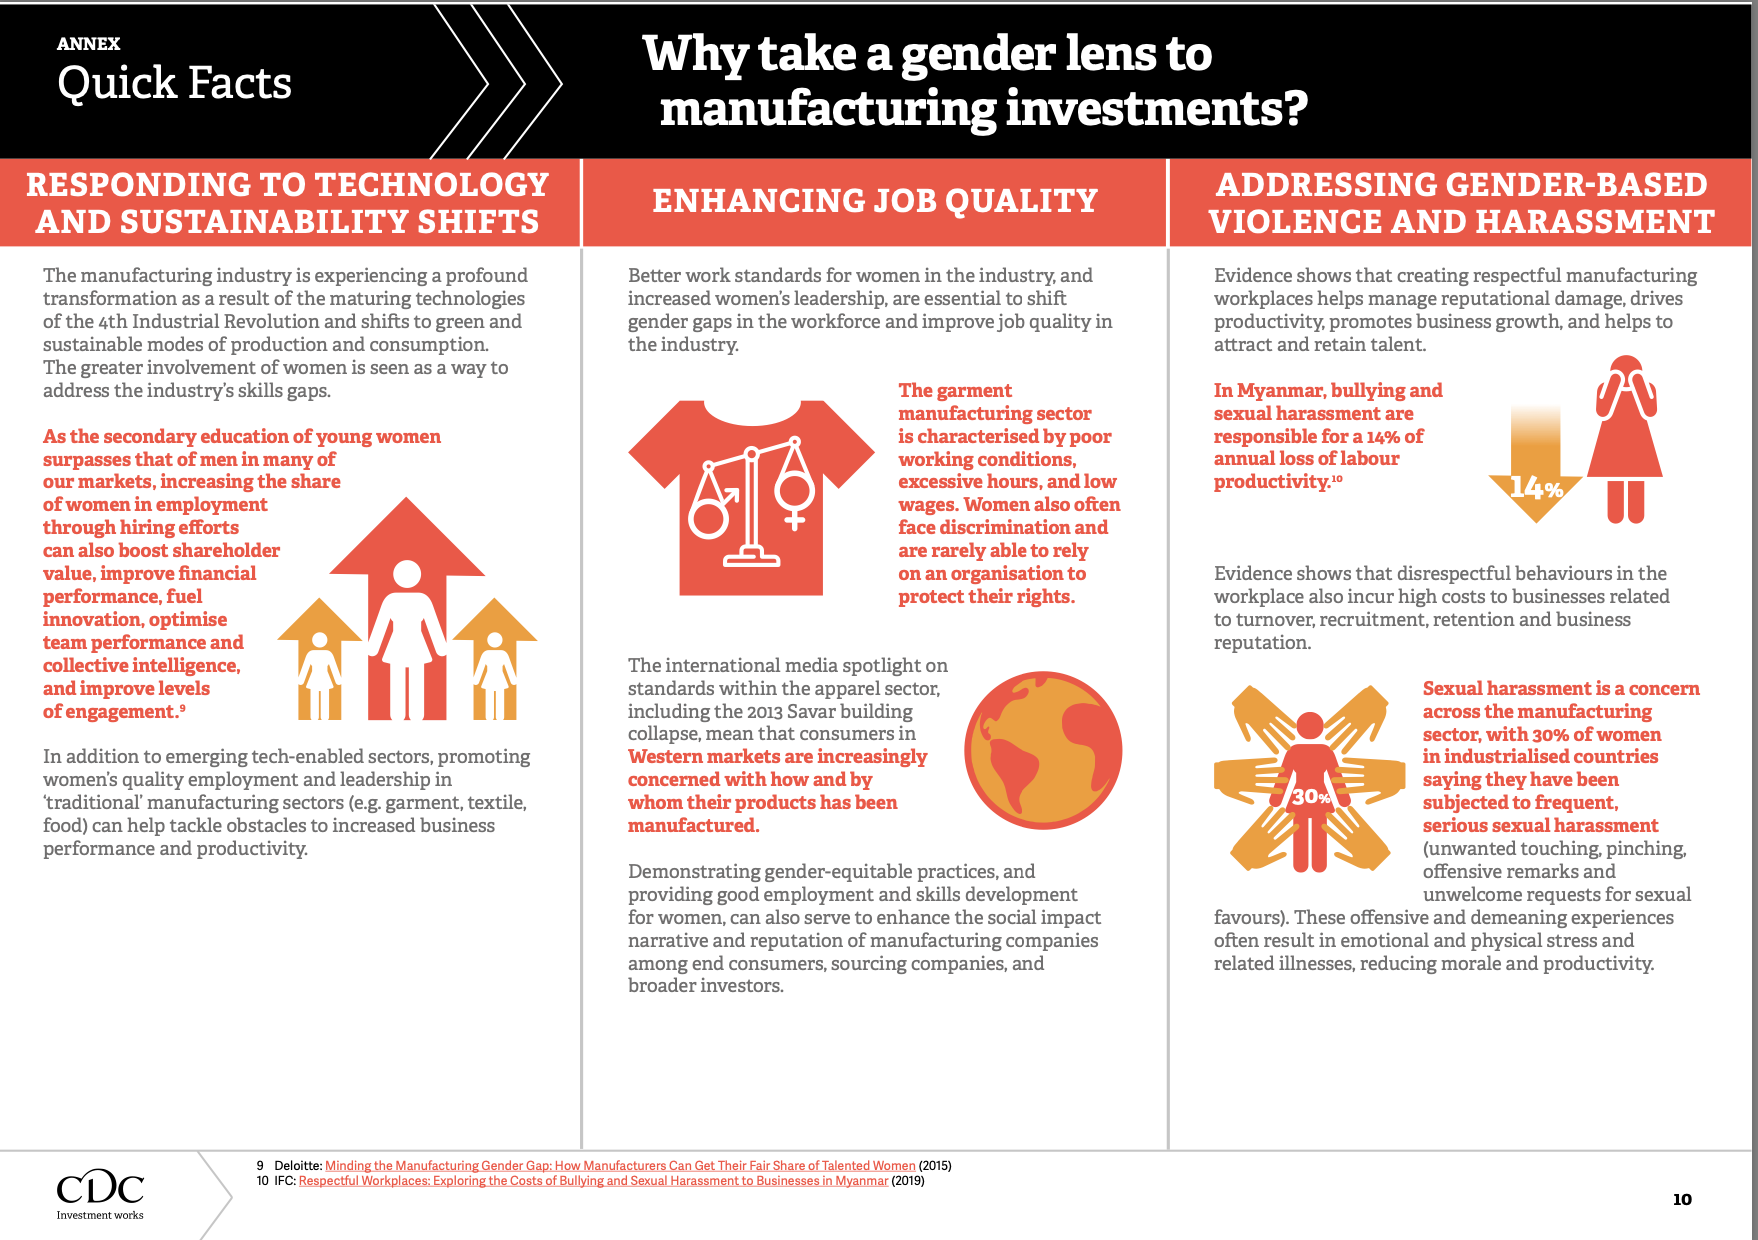 ANNEX
Quick Facts
Why take a gender lens to
manufacturing investments?
RESPONDING TO TECHNOLOGY
AND SUSTAINABILITY SHIFTS
The manufacturing industry is experiencing a profound
transformation as a result of the maturing technologies
of the 4th Industrial Revolution and shifts to green and
sustainable modes of production and consumption.
The greater involvement of women is seen as a way to
address the industry's skills gaps.
As the secondary education of young women
surpasses that of men in many of
our markets, increasing the share
of women in employment
through hiring efforts
can also boost shareholder
value, improve financial
performance, fuel
innovation, optimise
team performance and
collective intelligence,
and improve levels
of engagement.9
In addition to emerging tech-enabled sectors, promoting
women's quality employment and leadership in
'traditional' manufacturing sectors (e.g. garment, textile,
food) can help tackle obstacles to increased business
performance and productivity.
ENHANCING JOB QUALITY
Better work standards for women in the industry, and
increased women's leadership, are essential to shift
gender gaps in the workforce and improve job quality in
the industry.
The garment
manufacturing sector
is characterised by poor
working conditions,
excessive hours, and low
wages. Women also often
face discrimination and
are rarely able to rely
on an organisation to
protect their rights.
The international media spotlight on
standards within the apparel sector,
including the 2013 Savar building
collapse, mean that consumers in
Western markets are increasingly
concerned with how and by
whom their products has been
manufactured.
Demonstrating gender-equitable practices, and
providing good employment and skills development
for women, can also serve to enhance the social impact
narrative and reputation of manufacturing companies
among end consumers, sourcing companies, and
broader investors.
ADDRESSING GENDER-BASED
VIOLENCE AND HARASSMENT
Evidence shows that creating respectful manufacturing
workplaces helps manage reputational damage, drives
productivity, promotes business growth, and helps to
attract and retain talent.
In Myanmar, bullying and
sexual harassment are
responsible for a 14% of
annual loss of labour
productivity.10
14%
Evidence shows that disrespectful behaviours in the
workplace also incur high costs to businesses related
to turnover, recruitment, retention and business
reputation.
30%
Sexual harassment is a concern
across the manufacturing
sector, with 30% of women
in industrialised countries
saying they have been
subjected to frequent,
serious sexual harassment
(unwanted touching, pinching,
offensive remarks and
unwelcome requests for sexual
favours). These offensive and demeaning experiences
often result in emotional and physical stress and
related illnesses, reducing morale and productivity.
CDC
Investment works
9 Deloitte: Minding the Manufacturing Gender Gap: How Manufacturers Can Get Their Fair Share of Talented Women (2015)
10 IFC: Respectful Workplaces: Exploring the Costs of Bullying and Sexual Harassment to Businesses in Myanmar (2019)
10